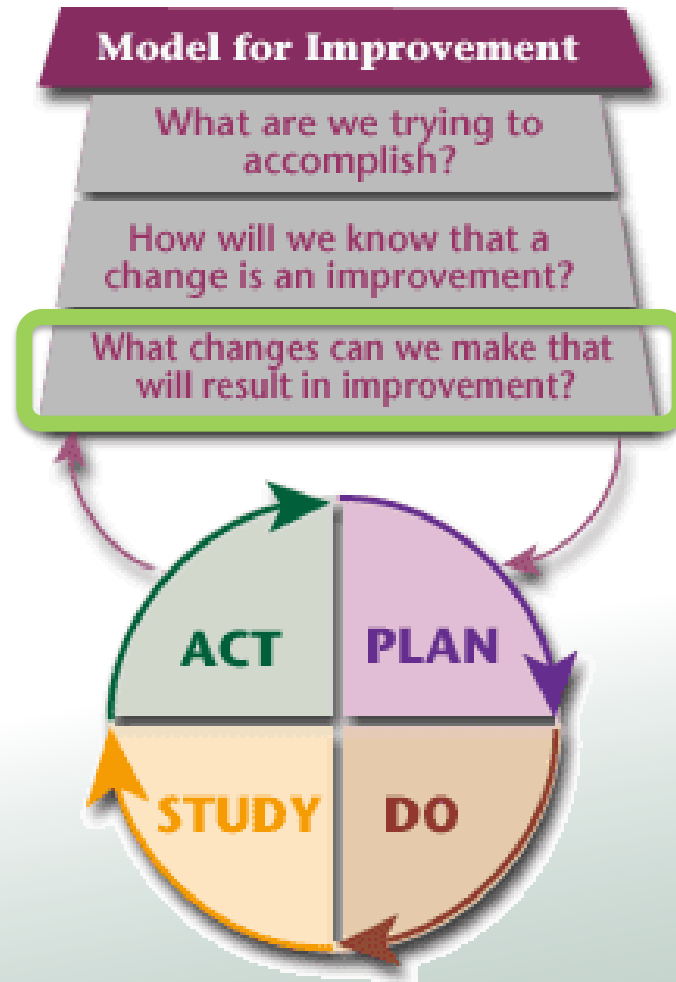 Model for Improvement
What are we trying to
accomplish?
How will we know that a
change is an improvement?
What changes can we make that
will result in improvement?
ACT
PLAN
STUDY
DO